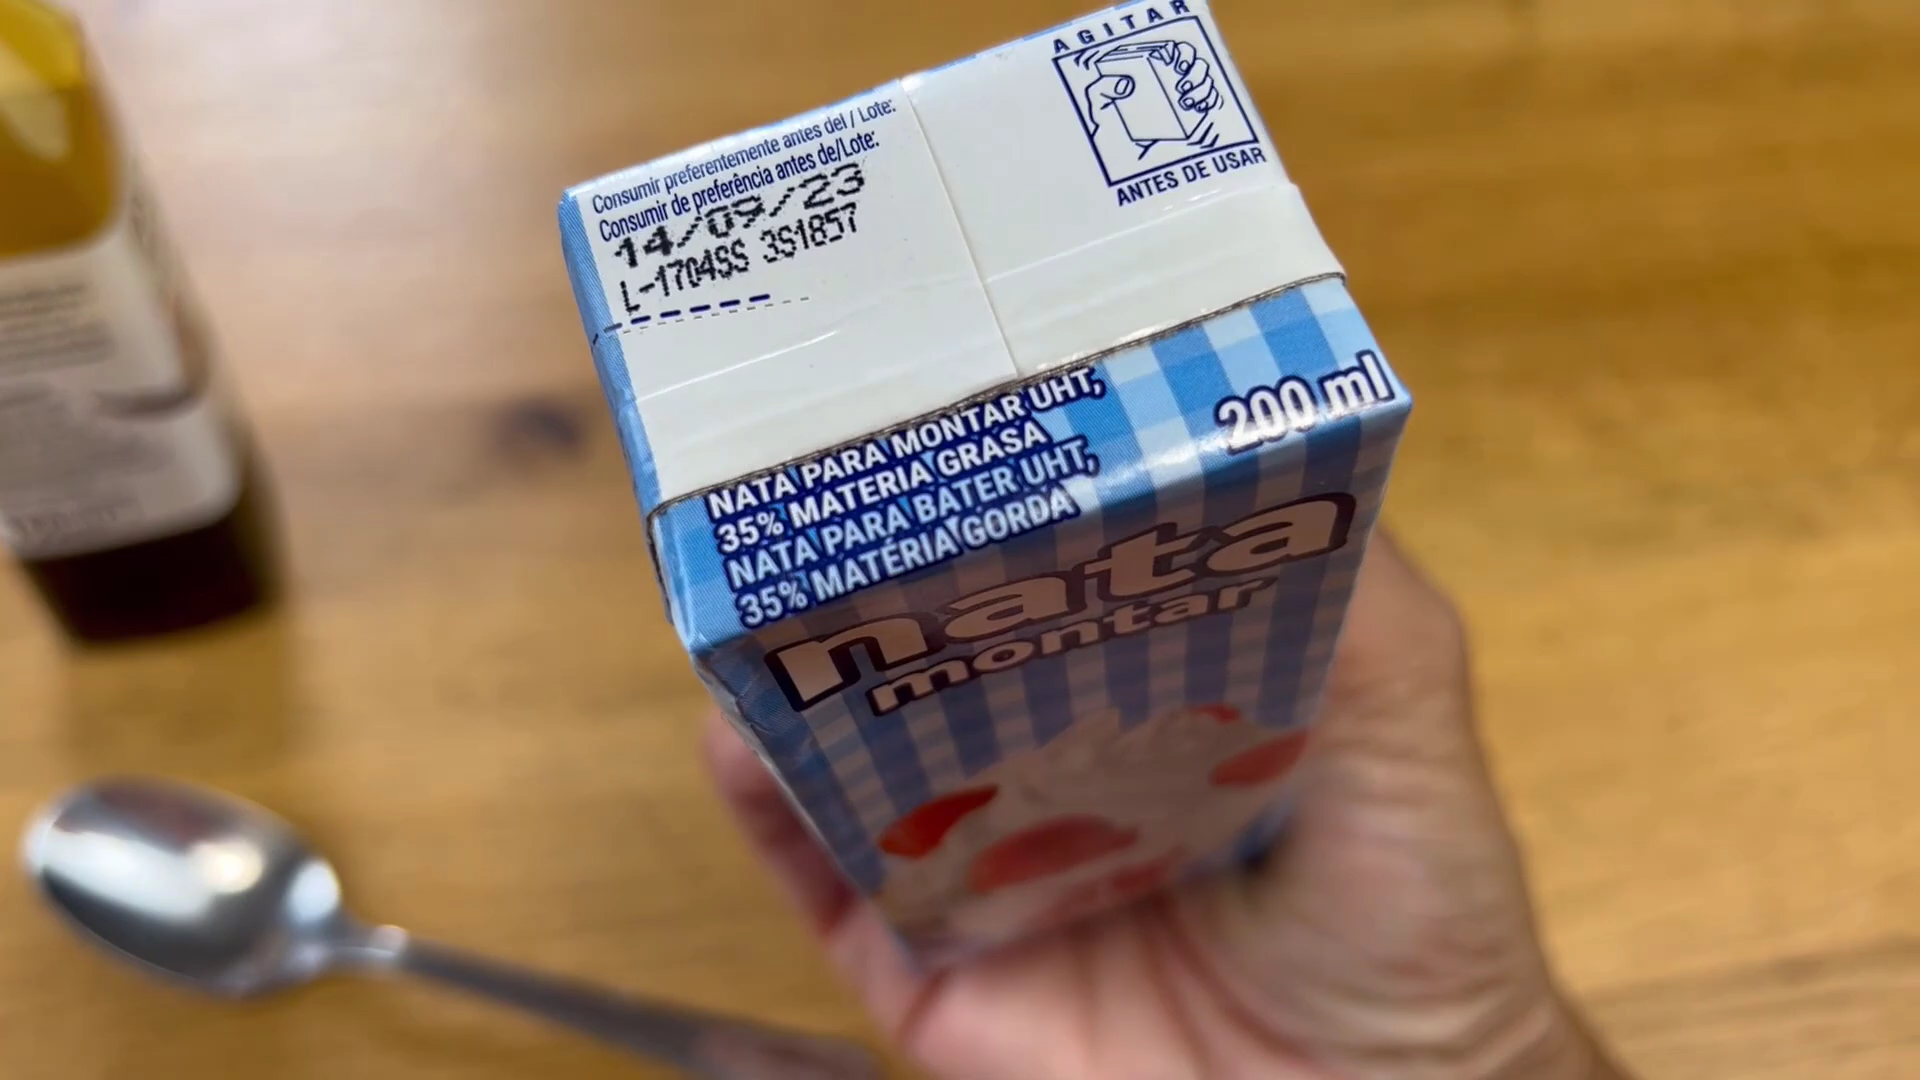 Consumir preferentemente antes del / Lote:
Consumir de preferência antes de/Lote:
14/09/23
L-1704SS 3S1857
AGITAR
ANTES DE USAR
NATA PARA MONTAR UHT,
35% MATERIA GRASA
NATA PARA BATER UHT,
35% MATÉRIA GORDA
200 ml
nata
montar